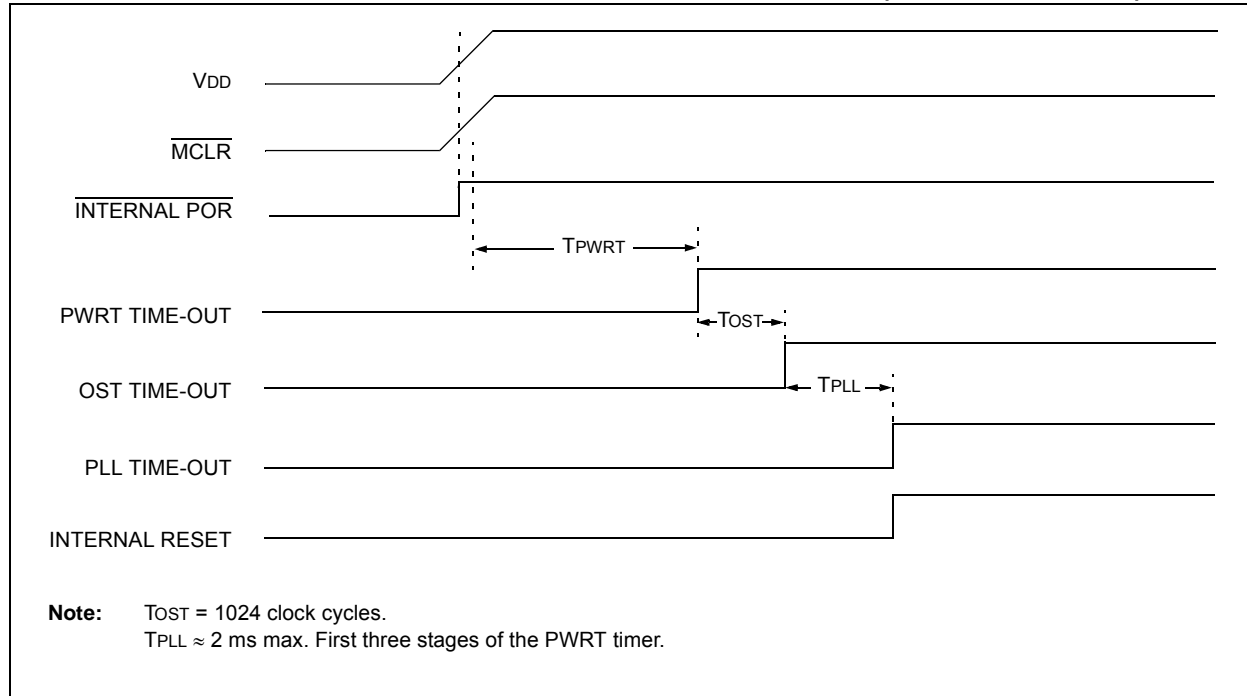 VDD
MCLR
INTERNAL POR
TPWRT
PWRT TIME-OUT
TOST
OST TIME-OUT
TPLL
PLL TIME-OUT
INTERNAL RESET
Note: TOST = 1024 clock cycles.
TPLL ≈ 2 ms max. First three stages of the PWRT timer.